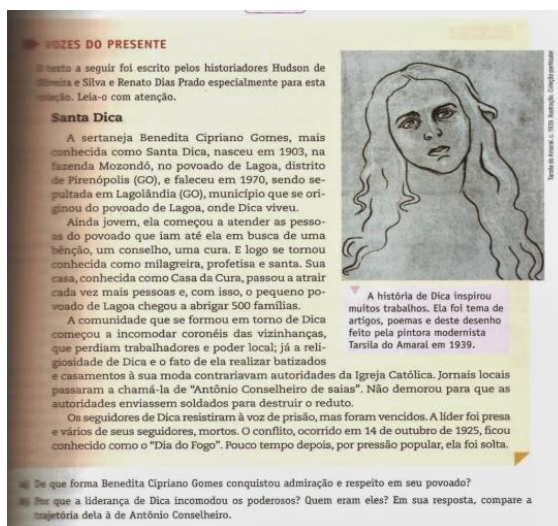 VOZES DO PRESENTE
O texto a seguir foi escrito pelos historiadores Hudson de
Oliveira e Silva e Renato Dias Prado especialmente para esta
coleção. Leia-o com atenção.
Santa Dica
A sertaneja Benedita Cipriano Gomes, mais
conhecida como Santa Dica, nasceu em 1903, na
fazenda Mozondó, no povoado de Lagoa, distrito
de Pirenópolis (GO), e faleceu em 1970, sendo se-
pultada em Lagolândia (GO), município que se ori-
ginou do povoado de Lagoa, onde Dica viveu.
Ainda jovem, ela começou a atender as pesso-
as do povoado que iam até ela em busca de uma
bênção, um conselho, uma cura. E logo se tornou
conhecida como milagreira, profetisa e santa. Sua
casa, conhecida como Casa da Cura, passou a atrair
cada vez mais pessoas e, com isso, o pequeno po-
voado de Lagoa chegou a abrigar 500 famílias.
A comunidade que se formou em torno de Dica
começou a incomodar coronéis das vizinhanças,
que perdiam trabalhadores e poder local; já a reli-
giosidade de Dica e o fato de ela realizar batizados
e casamentos à sua moda contrariavam autoridades da Igreja Católica. Jornais locais
passaram a chamá-la de "Antônio Conselheiro de saias". Não demorou para que as
autoridades enviassem soldados para destruir o reduto.
Os seguidores de Dica resistiram à voz de prisão, mas foram vencidos. A líder foi presa
e vários de seus seguidores, mortos. O conflito, ocorrido em 14 de outubro de 1925, ficou
conhecido como o "Dia do Fogo". Pouco tempo depois, por pressão popular, ela foi solta.
Tarsila do Amaral. c. 1939. Ilustração. Coleção particular
A história de Dica inspirou
muitos trabalhos. Ela foi tema de
artigos, poemas e deste desenho
feito pela pintora modernista
Tarsila do Amaral em 1939.
a) De que forma Benedita Cipriano Gomes conquistou admiração e respeito em seu povoado?
b) Por que a liderança de Dica incomodou os poderosos? Quem eram eles? Em sua resposta, compare a
trajetória dela à de Antônio Conselheiro.